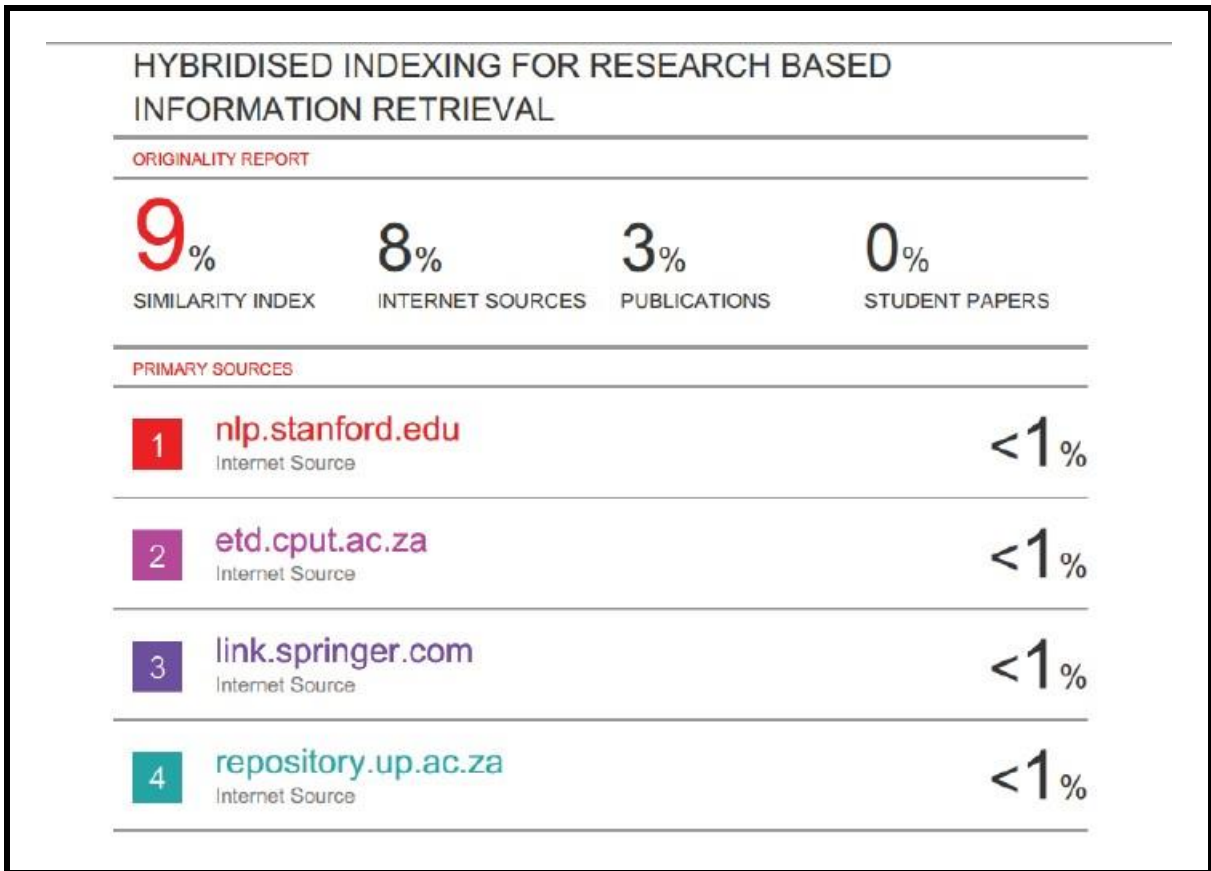 HYBRIDISED INDEXING FOR RESEARCH BASED
INFORMATION RETRIEVAL
ORIGINALITY REPORT
9% 8% 3% 0%
SIMILARITY INDEX INTERNET SOURCES PUBLICATIONS STUDENT PAPERS
PRIMARY SOURCES
1 nlp.stanford.edu <1%
Internet Source
2 etd.cput.ac.za <1%
Internet Source
3 link.springer.com <1%
Internet Source
4 repository.up.ac.za <1%
Internet Source